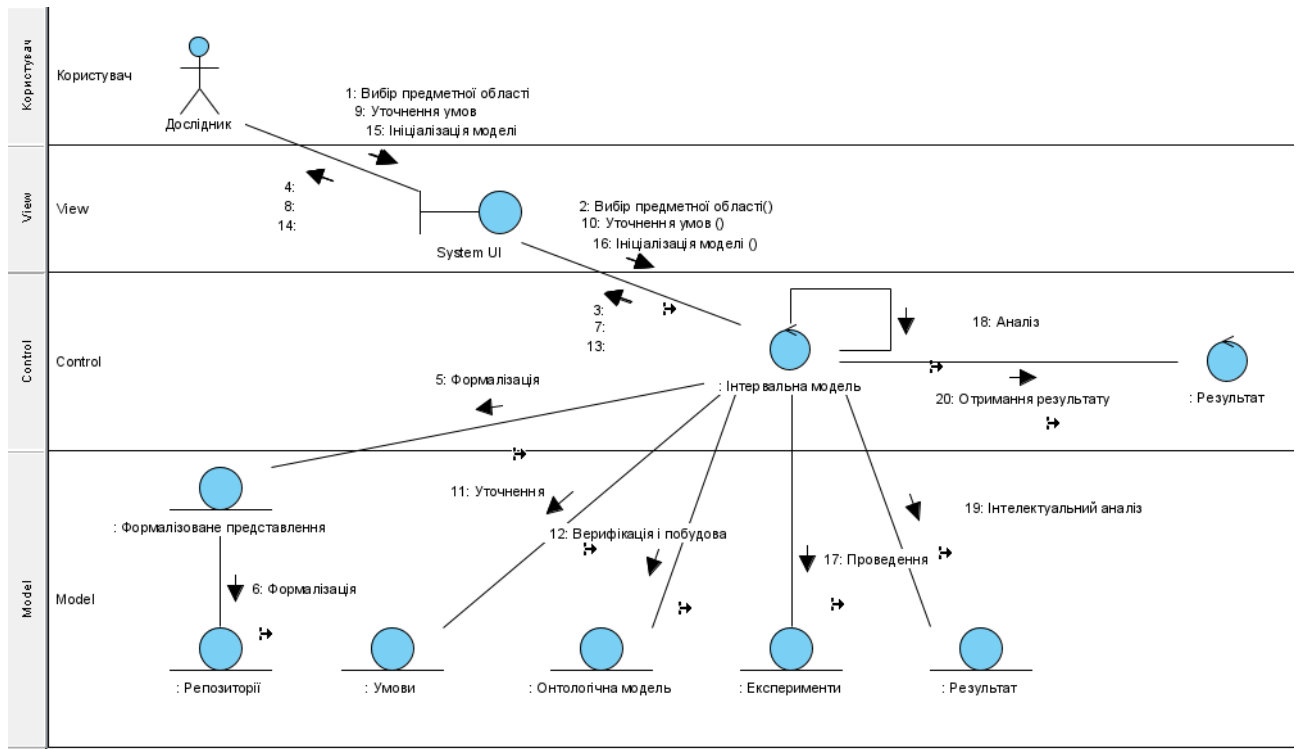 Користувач
Користувач
Дослідник
1: Вибір предметної області
9: Уточнення умов
15: Ініціалізація моделі
View
View
4:
8:
14:
System UI
2: Вибір предметної області()
10: Уточнення умов ()
16: Ініціалізація моделі ()
Control
Control
3:
7:
13:
18: Аналіз
5: Формалізація
: Інтервальна модель
20: Отримання результату
: Результат
Model
Model
: Формалізоване представлення
11: Уточнення
12: Верифікація і побудова
19: Інтелектуальний аналіз
17: Проведення
6: Формалізація
: Репозиторії
: Умови
: Онтологічна модель
: Експерименти
: Результат